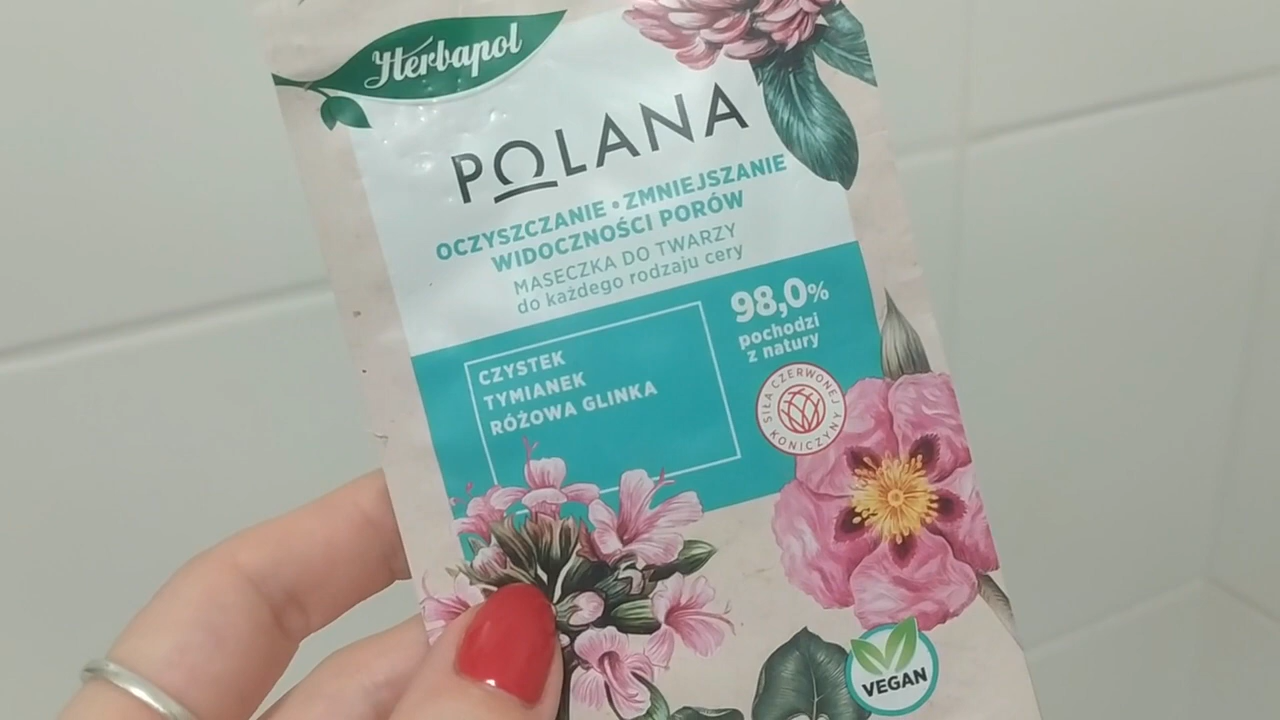 Herbapol
POLANA
OCZYSZCZANIE • ZMNIEJSZANIE
WIDOCZNOŚCI PORÓW
MASECZKA DO TWARZY
do każdego rodzaju cery
98,0%
pochodzi
z natury
CZYSTEK
TYMIANEK
RÓŻOWA GLINKA
SIŁA CZERWONEJ
KONICZYNY
VEGAN